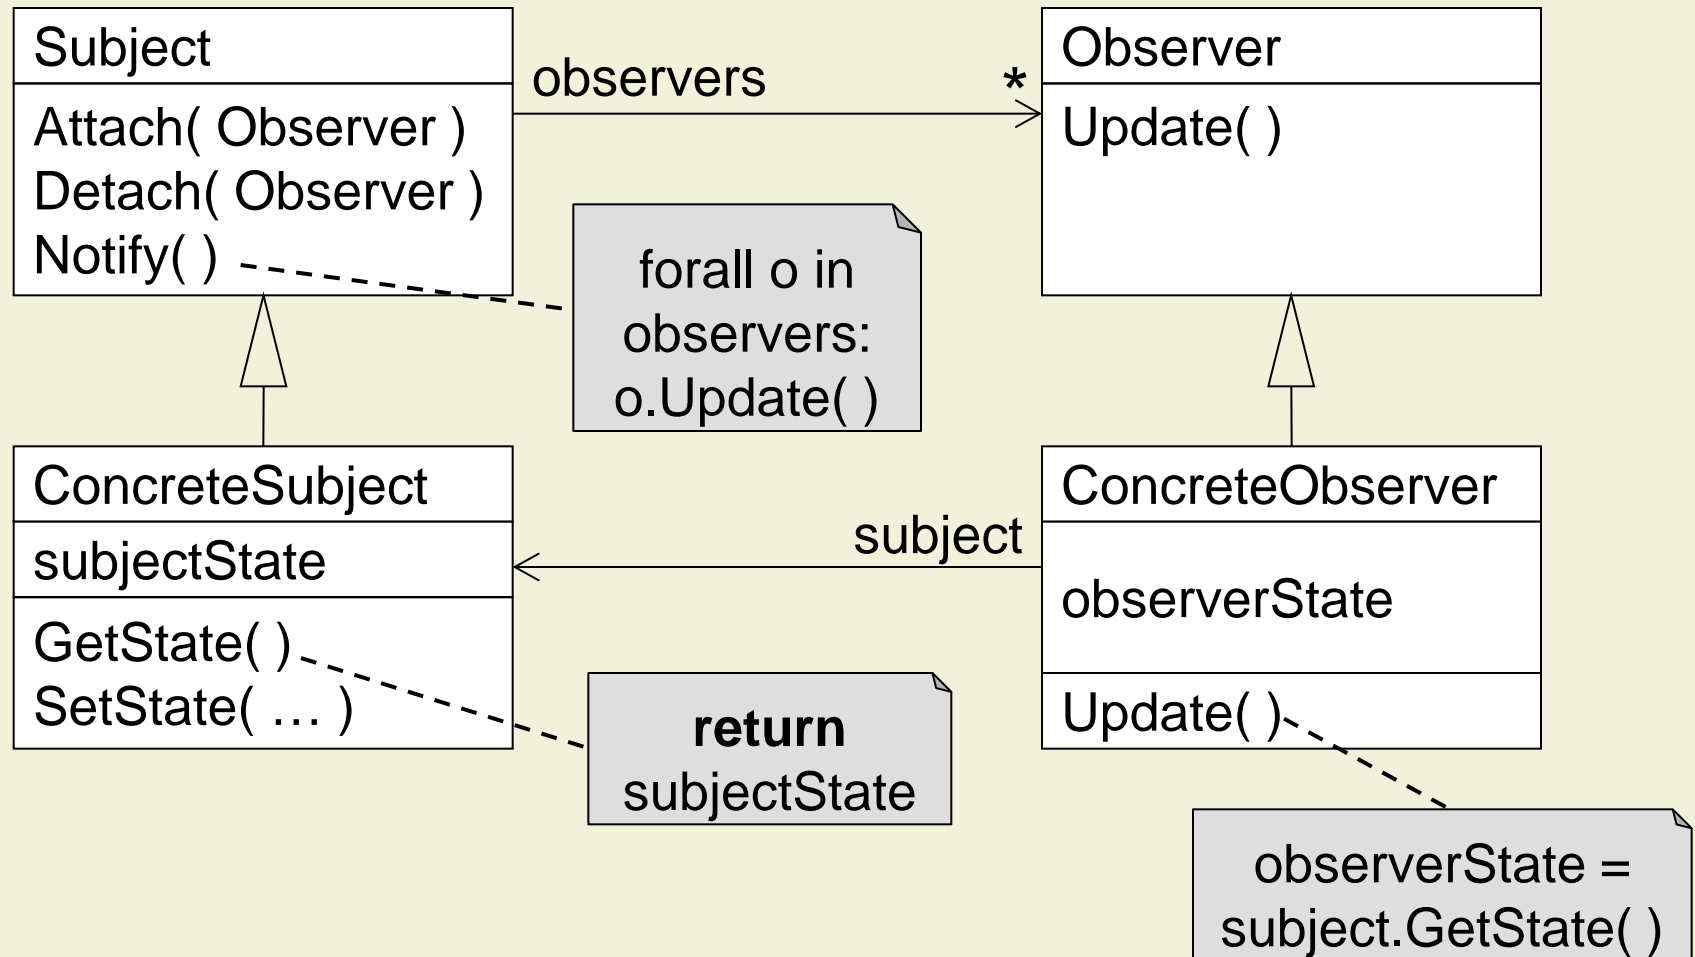 Subject
Attach( Observer )
Detach( Observer )
Notify( )
observers
*
Observer
Update( )
forall o in
observers:
o.Update( )
ConcreteSubject
subjectState
GetState( )
SetState( … )
subject
ConcreteObserver
observerState
Update( )
return
subjectState
observerState =
subject.GetState( )